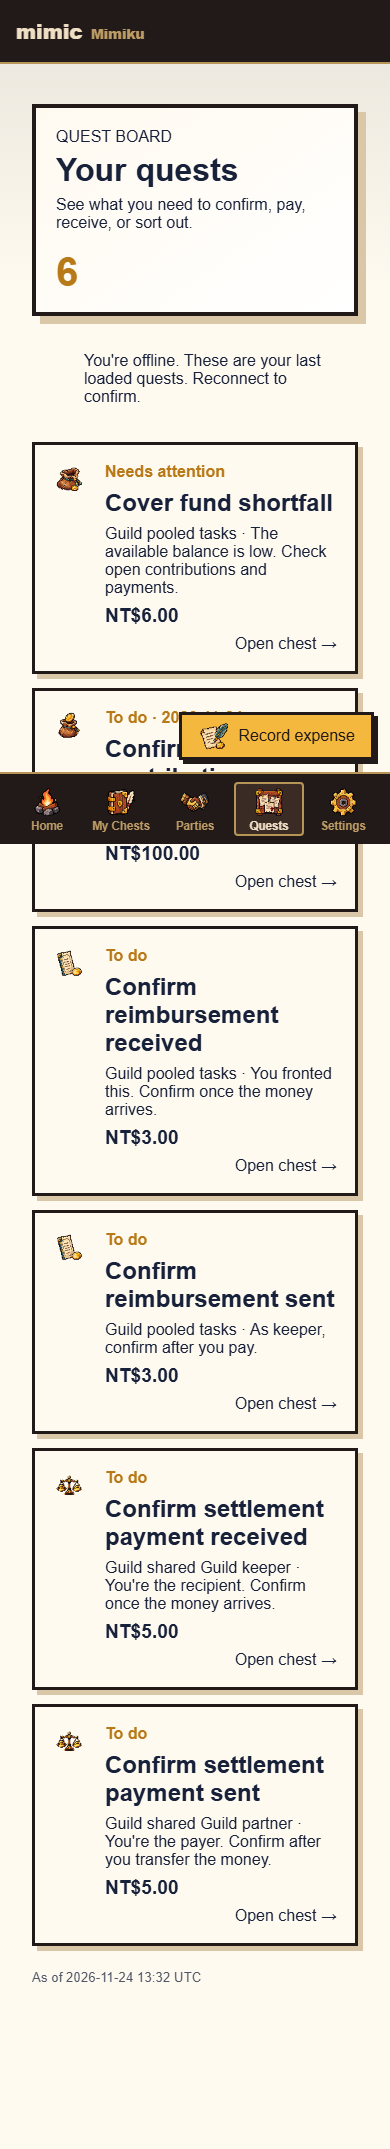 mimic Mimiku
QUEST BOARD
Your quests
See what you need to confirm, pay,
receive, or sort out.
6
You're offline. These are your last
loaded quests. Reconnect to
confirm.
Needs attention
Cover fund shortfall
Guild pooled tasks · The
available balance is low. Check
open contributions and
payments.
NT$6.00
Open chest →
To do
Record expense
Home
My Chests
Parties
Quests
Settings
NT$100.00
Open chest →
To do
Confirm
reimbursement
received
Guild pooled tasks · You fronted
this. Confirm once the money
arrives.
NT$3.00
Open chest →
To do
Confirm
reimbursement sent
Guild pooled tasks · As keeper,
confirm after you pay.
NT$3.00
Open chest →
To do
Confirm settlement
payment received
Guild shared Guild keeper ·
You're the recipient. Confirm
once the money arrives.
NT$5.00
Open chest →
To do
Confirm settlement
payment sent
Guild shared Guild partner ·
You're the payer. Confirm after
you transfer the money.
NT$5.00
Open chest →
As of 2026-11-24 13:32 UTC